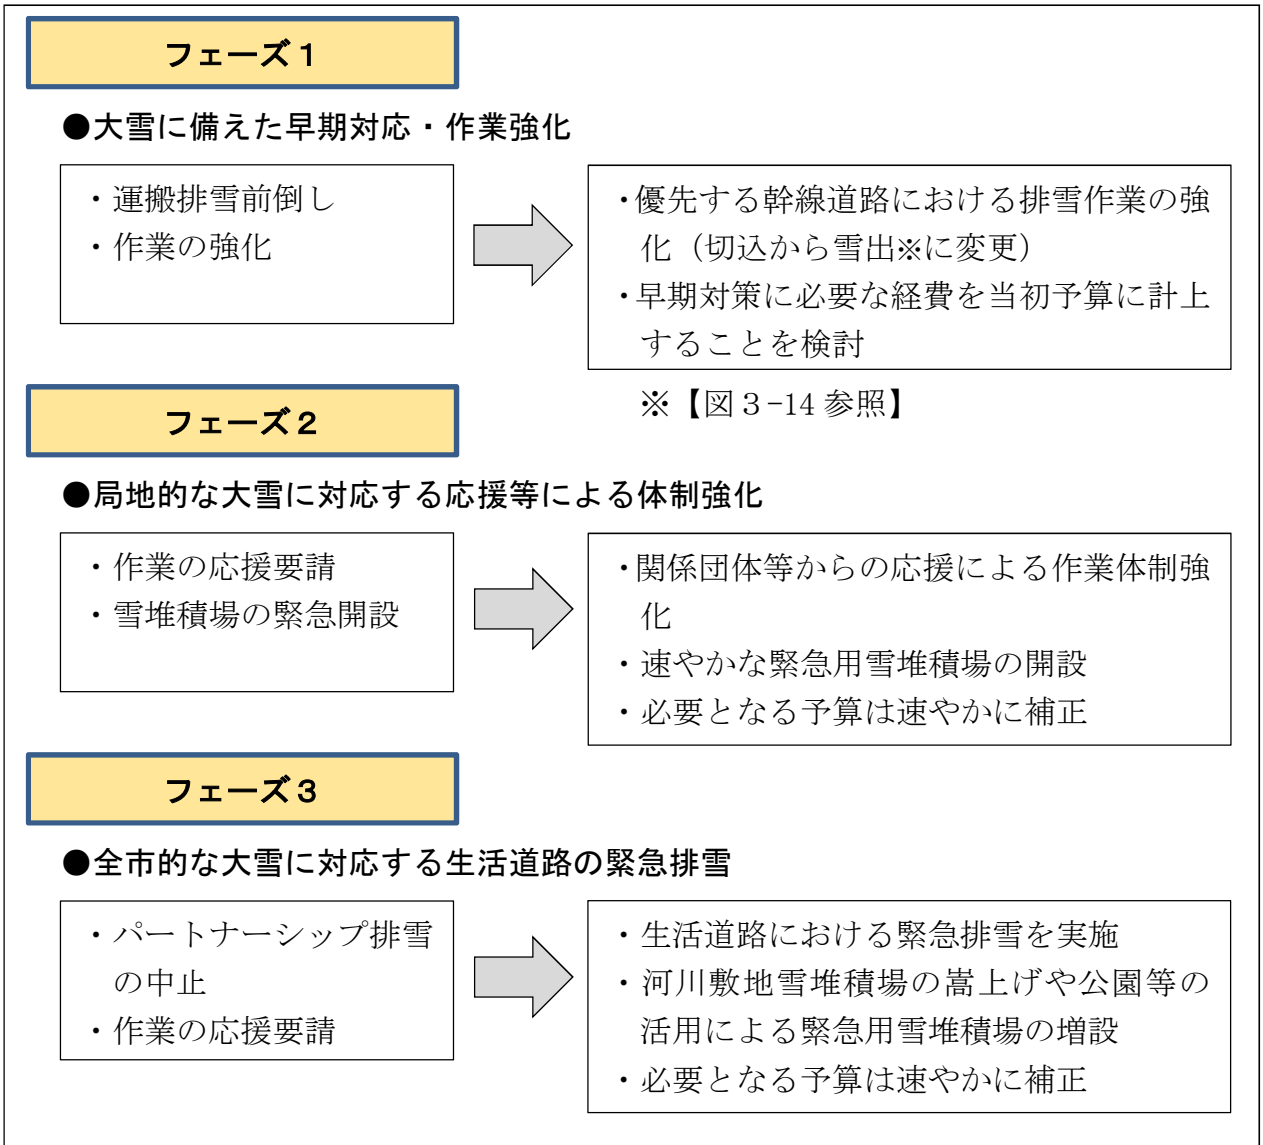 フェーズ１
●大雪に備えた早期対応・作業強化
・運搬排雪前倒し
・作業の強化
・優先する幹線道路における排雪作業の強
化（切込から雪出※に変更）
・早期対策に必要な経費を当初予算に計上
することを検討
※【図３-14 参照】
フェーズ２
●局地的な大雪に対応する応援等による体制強化
・作業の応援要請
・雪堆積場の緊急開設
・関係団体等からの応援による作業体制強
化
・速やかな緊急用雪堆積場の開設
・必要となる予算は速やかに補正
フェーズ３
●全市的な大雪に対応する生活道路の緊急排雪
・パートナーシップ排雪
の中止
・作業の応援要請
・生活道路における緊急排雪を実施
・河川敷地雪堆積場の嵩上げや公園等の
活用による緊急用雪堆積場の増設
・必要となる予算は速やかに補正